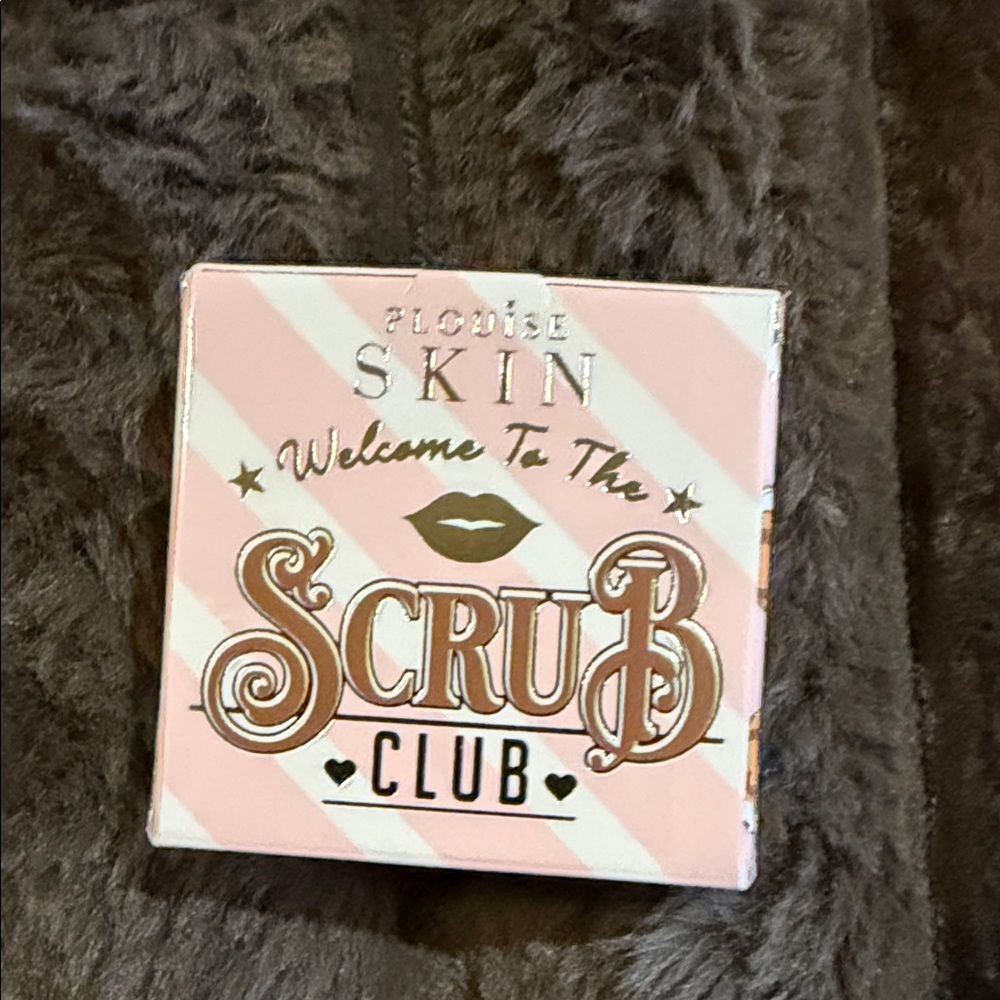 PLOUiSE
SKIN
Welcome To The
SCRUB
CLUB